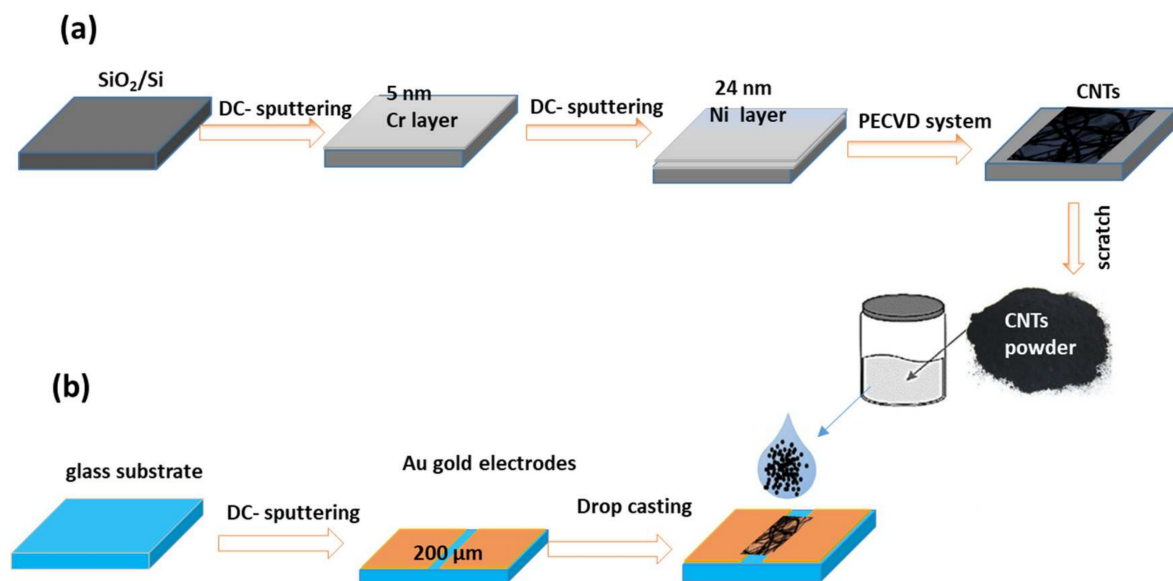 (a)
SiO₂/Si
DC- sputtering
5 nm
Cr layer
DC- sputtering
24 nm
Ni layer
PECVD system
CNTs
scratch
CNTs
powder
(b)
glass substrate
DC- sputtering
Au gold electrodes
200 µm
Drop casting